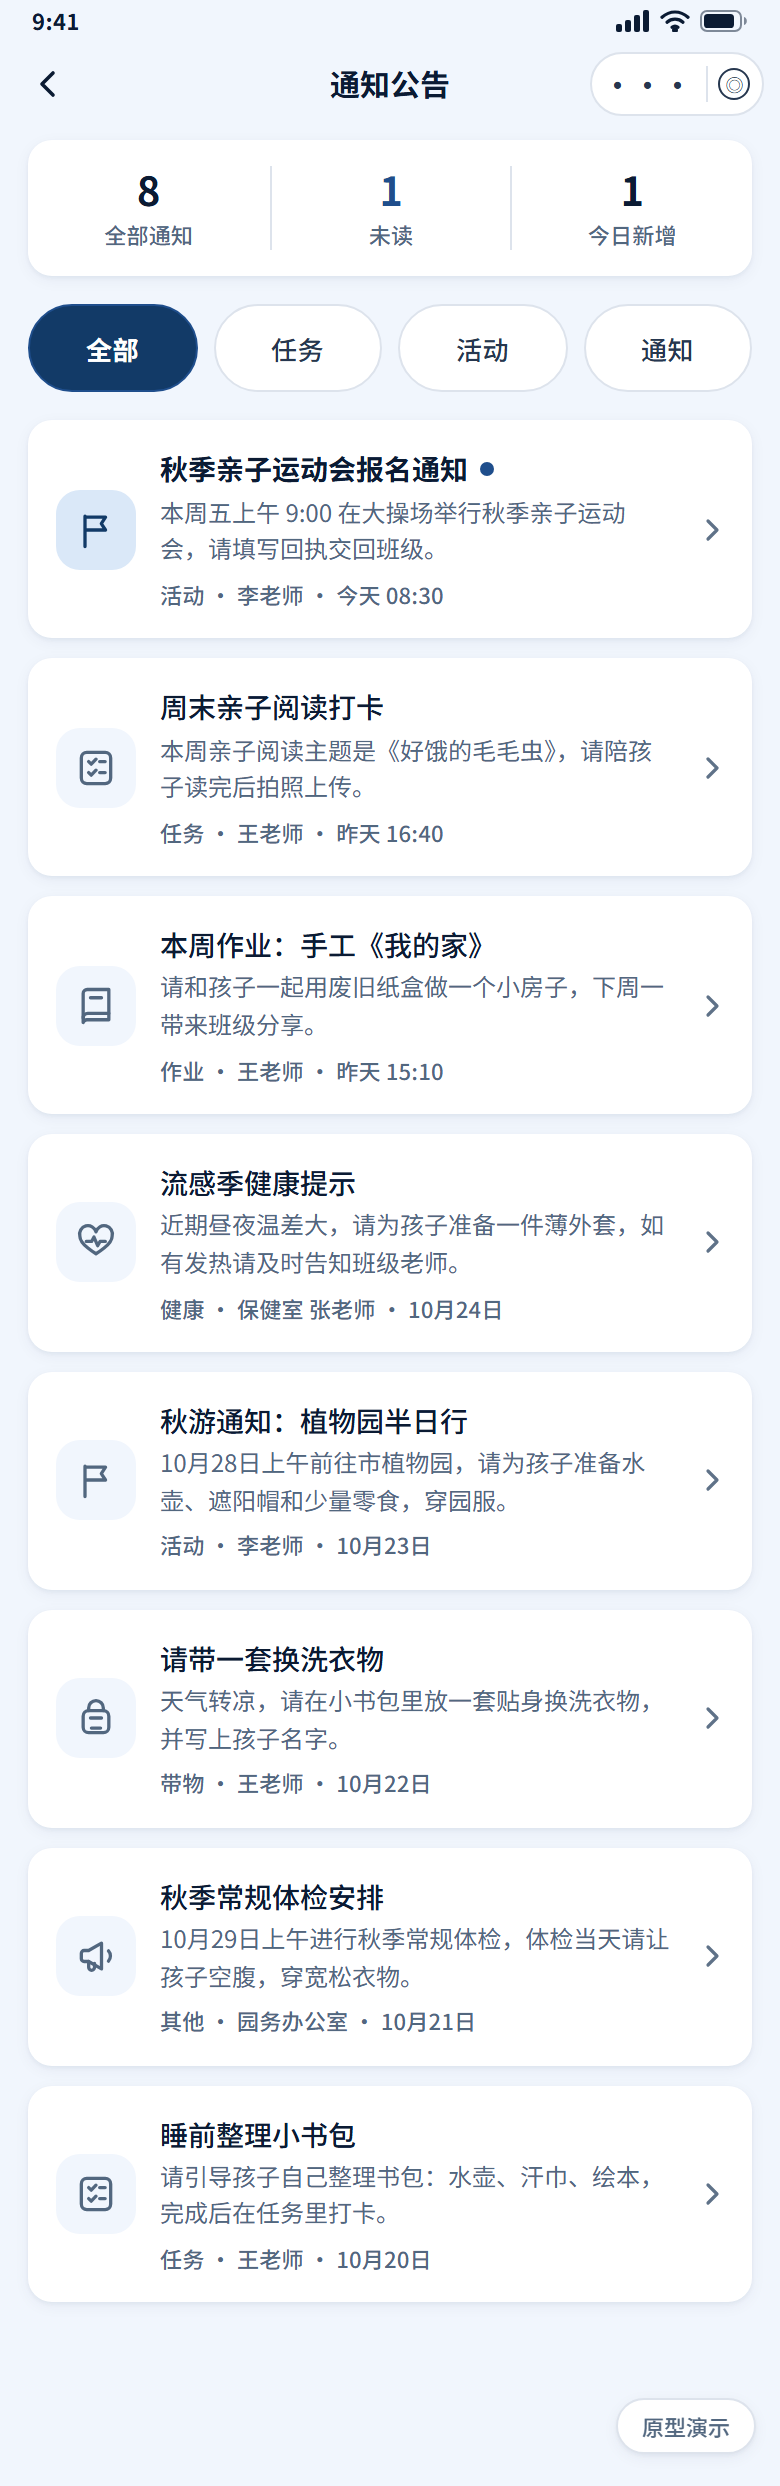 9:41
通知公告
8
全部通知
1
未读
1
今日新增
全部
任务
活动
通知
秋季亲子运动会报名通知
本周五上午 9:00 在大操场举行秋季亲子运动
会，请填写回执交回班级。
活动 · 李老师 · 今天 08:30
周末亲子阅读打卡
本周亲子阅读主题是《好饿的毛毛虫》，请陪孩
子读完后拍照上传。
任务 · 王老师 · 昨天 16:40
本周作业：手工《我的家》
请和孩子一起用废旧纸盒做一个小房子，下周一
带来班级分享。
作业 · 王老师 · 昨天 15:10
流感季健康提示
近期昼夜温差大，请为孩子准备一件薄外套，如
有发热请及时告知班级老师。
健康 · 保健室 张老师 · 10月24日
秋游通知：植物园半日行
10月28日上午前往市植物园，请为孩子准备水
壶、遮阳帽和少量零食，穿园服。
活动 · 李老师 · 10月23日
请带一套换洗衣物
天气转凉，请在小书包里放一套贴身换洗衣物，
并写上孩子名字。
带物 · 王老师 · 10月22日
秋季常规体检安排
10月29日上午进行秋季常规体检，体检当天请让
孩子空腹，穿宽松衣物。
其他 · 园务办公室 · 10月21日
睡前整理小书包
请引导孩子自己整理书包：水壶、汗巾、绘本，
完成后在任务里打卡。
任务 · 王老师 · 10月20日
原型演示